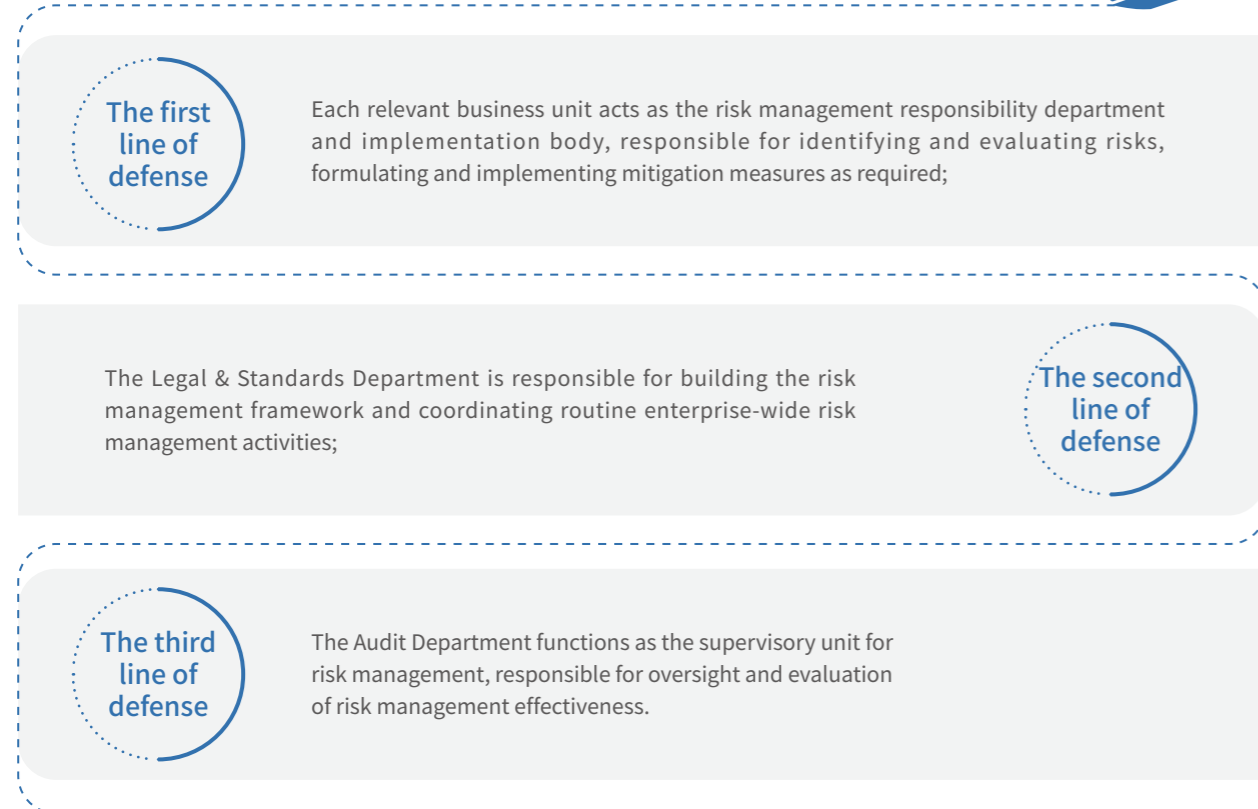 The first
line of
defense
Each relevant business unit acts as the risk management responsibility department
and implementation body, responsible for identifying and evaluating risks,
formulating and implementing mitigation measures as required;
The Legal & Standards Department is responsible for building the risk
management framework and coordinating routine enterprise-wide risk
management activities;
The second
line of
defense
The third
line of
defense
The Audit Department functions as the supervisory unit for
risk management, responsible for oversight and evaluation
of risk management effectiveness.